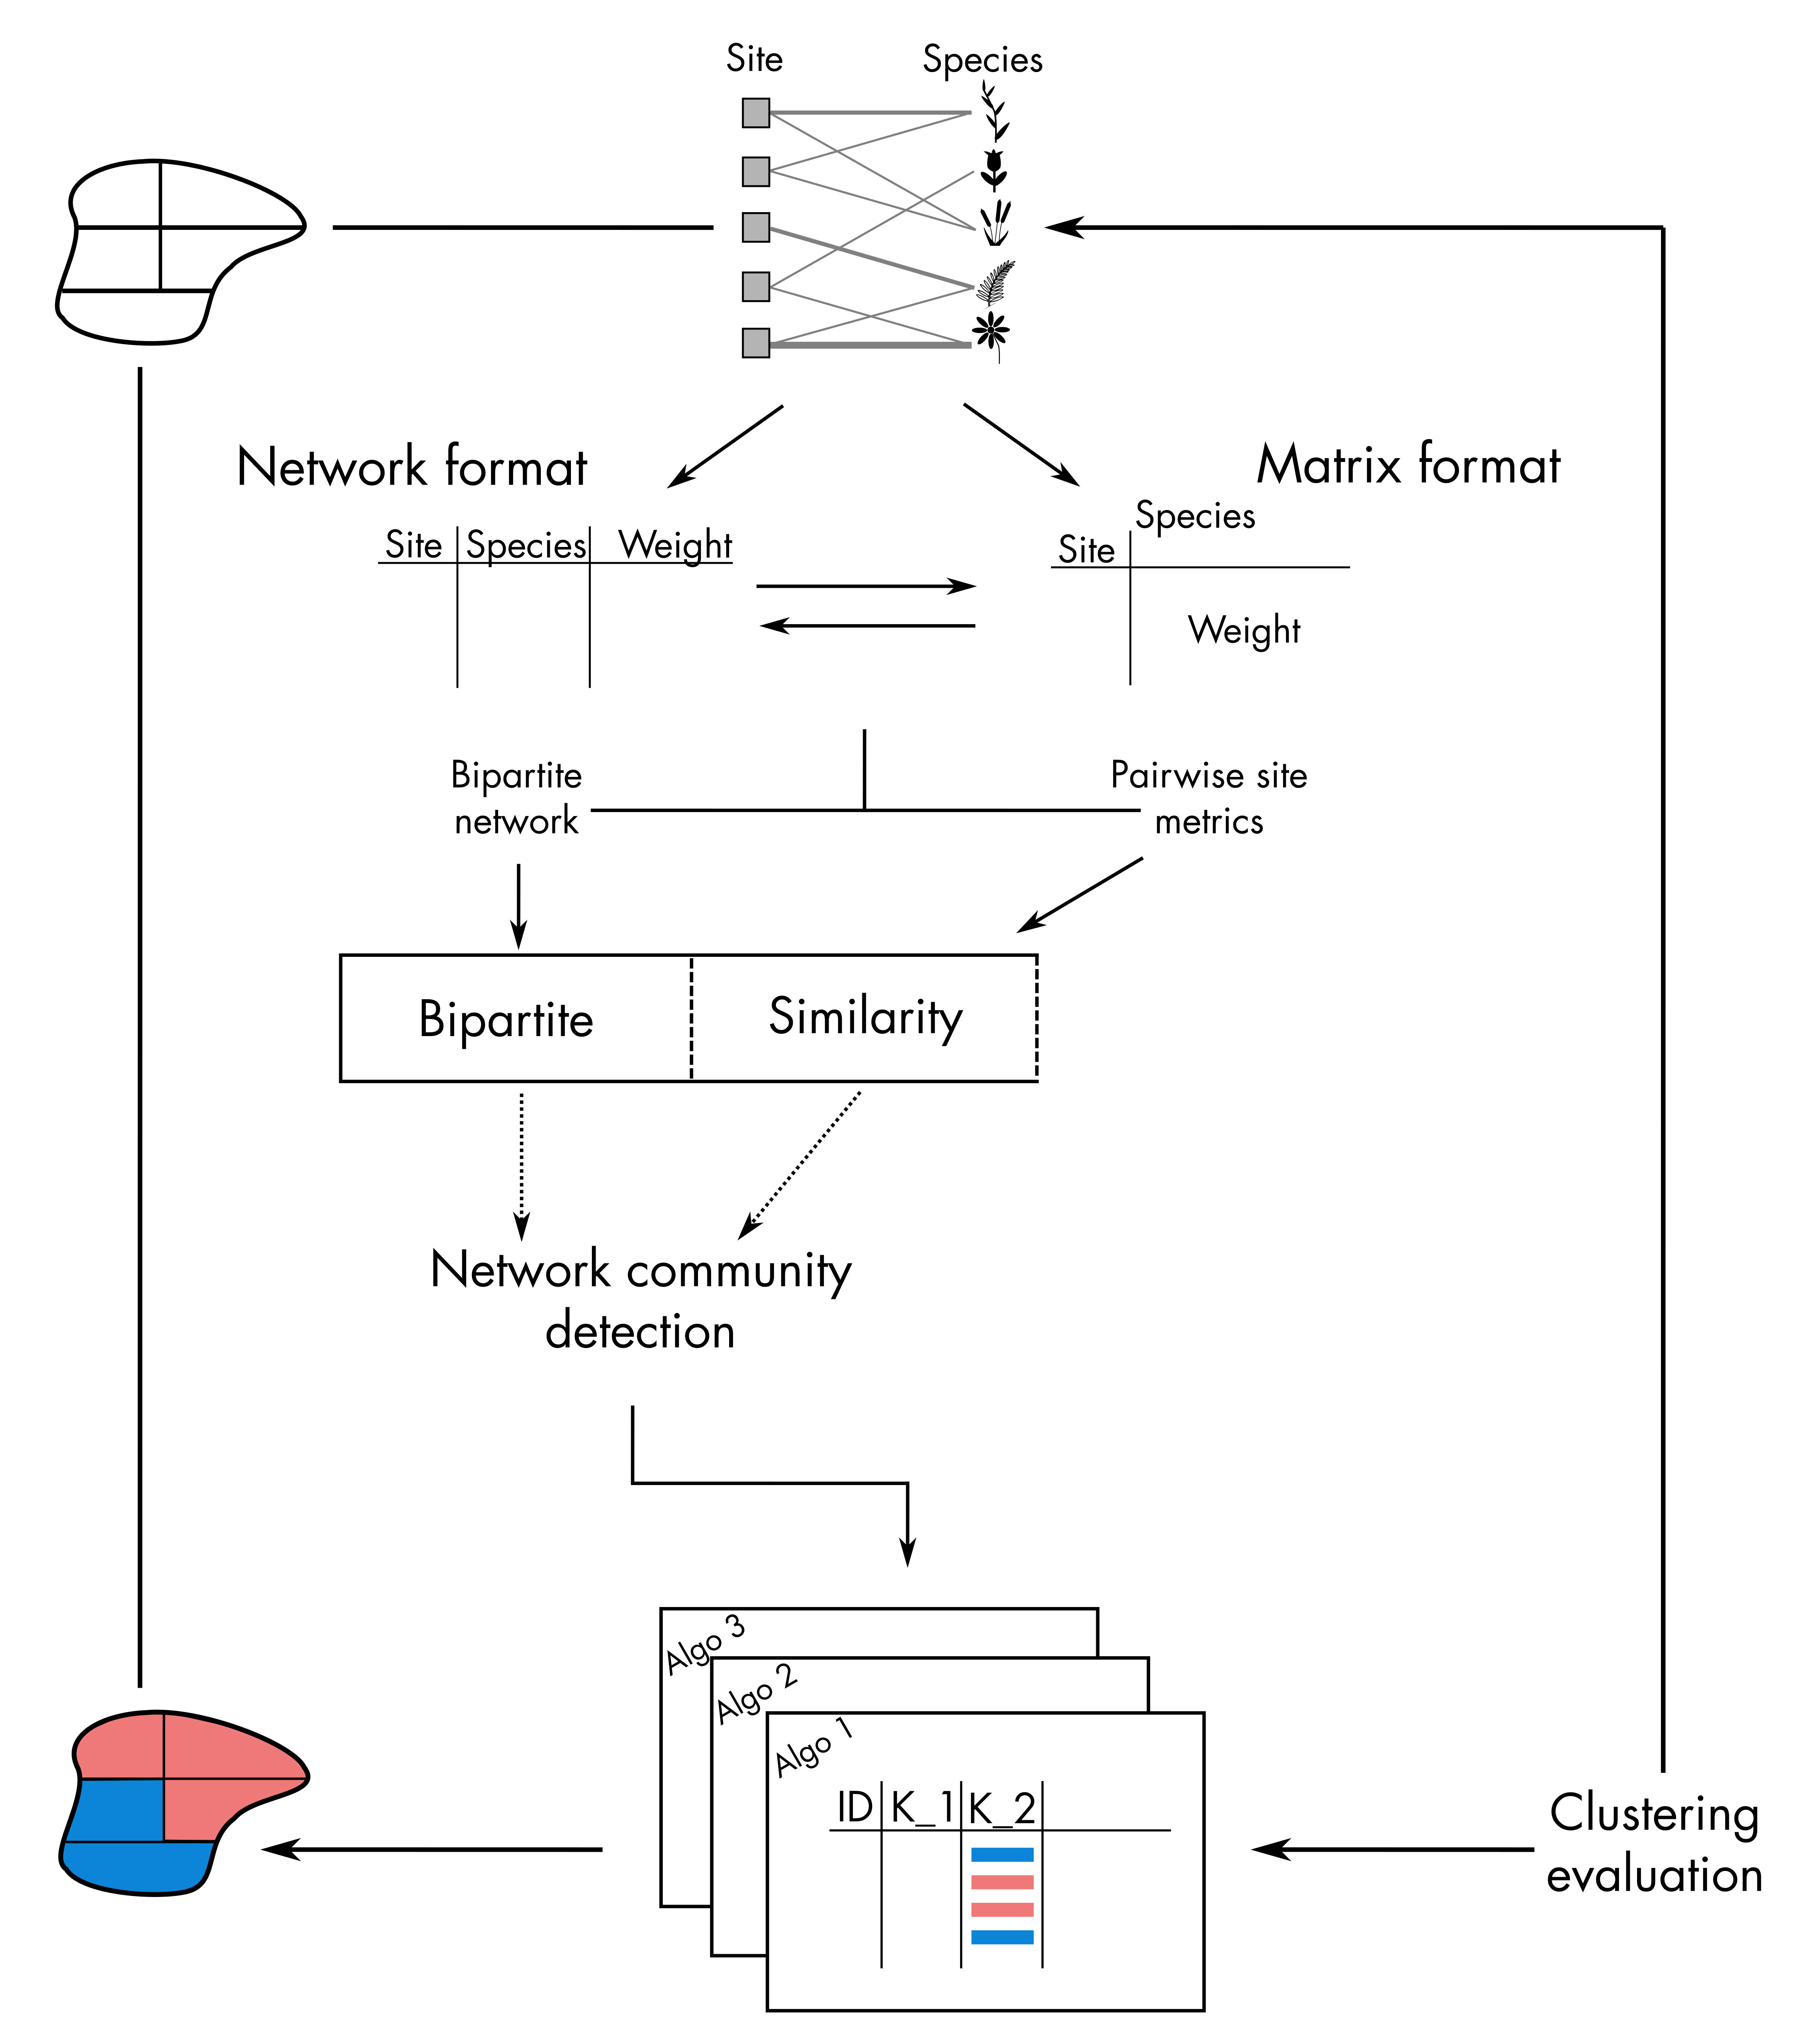 Site
Species
Network format
Matrix format
Site Species Weight
Species
Site
Weight
Bipartite
network
Pairwise site
metrics
Bipartite
Similarity
Network community
detection
Algo 3
Algo 2
Algo 1
ID K_1 K_2
Clustering
evaluation